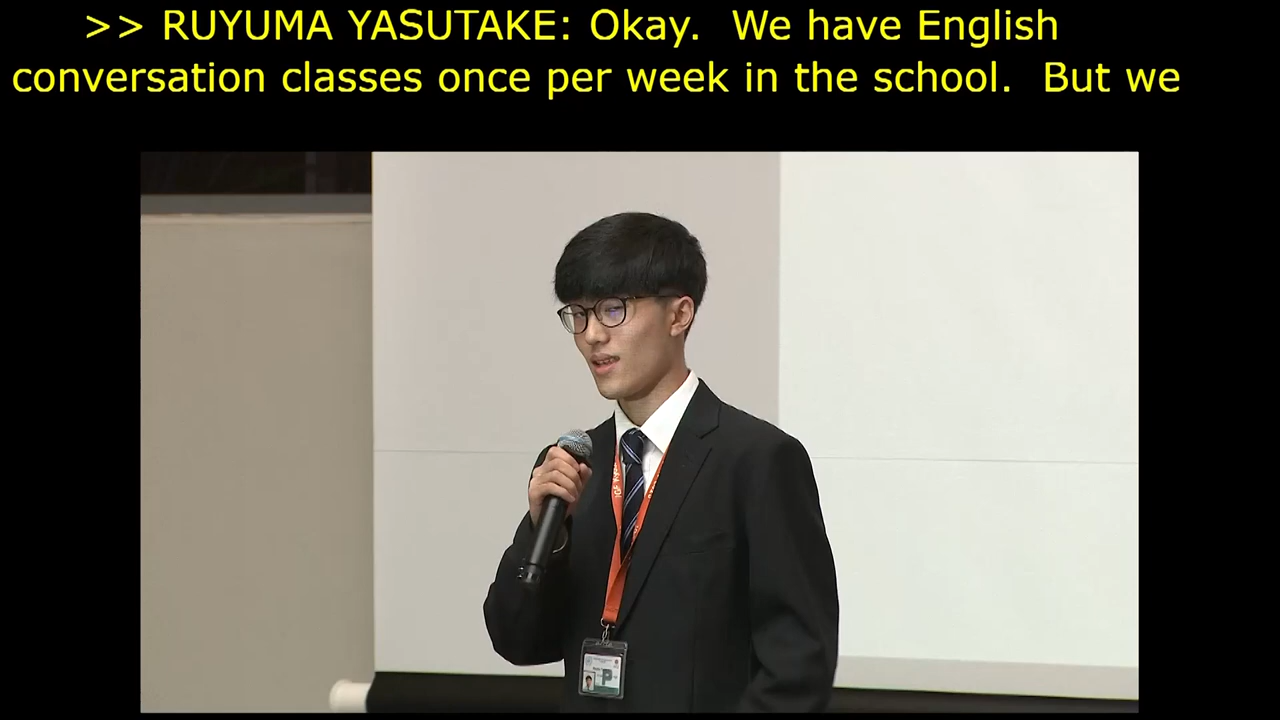 >> RUYUMA YASUTAKE: Okay.  We have English
conversation classes once per week in the school.  But we
P